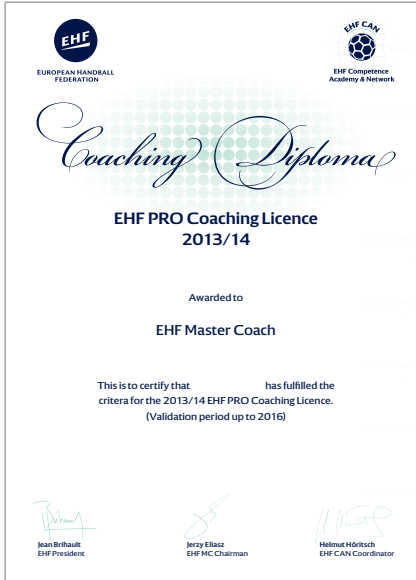 EHF
EUROPEAN HANDBALL
FEDERATION
EHF CAN
EHF Competence
Academy & Network
Coaching Diploma
EHF PRO Coaching Licence
2013/14
Awarded to
EHF Master Coach
This is to certify that has fulfilled the
critera for the 2013/14 EHF PRO Coaching Licence.
(Validation period up to 2016)
Jean Brihault
EHF President
Jerzy Eliasz
EHF MC Chairman
Helmut Höritsch
EHF CAN Coordinator